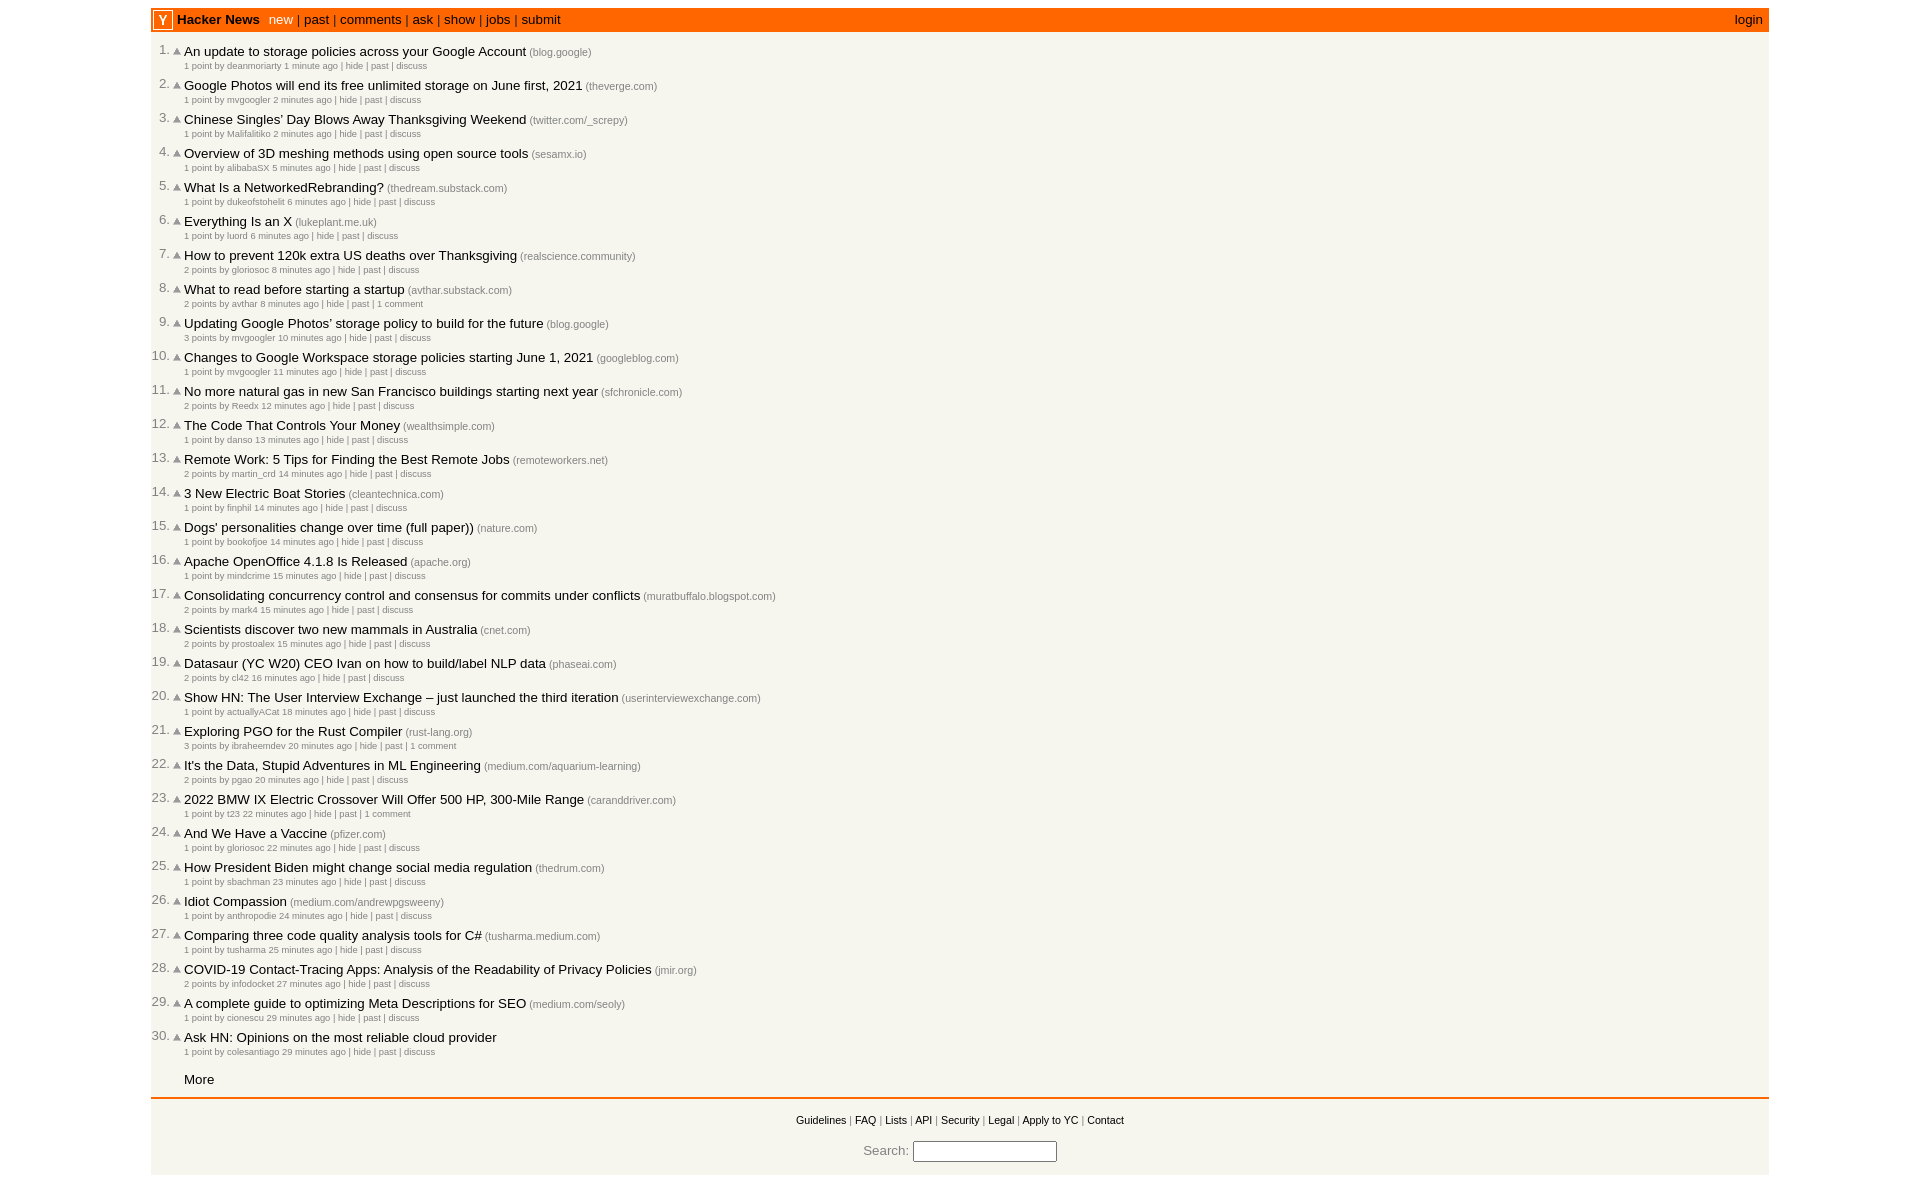 Y Hacker News new | past | comments | ask | show | jobs | submit login
1. An update to storage policies across your Google Account (blog.google)
1 point by deanmoriarty 1 minute ago | hide | past | discuss
2. Google Photos will end its free unlimited storage on June first, 2021 (theverge.com)
1 point by mvgoogler 2 minutes ago | hide | past | discuss
3. Chinese Singles’ Day Blows Away Thanksgiving Weekend (twitter.com/_screpy)
1 point by Malifalitiko 2 minutes ago | hide | past | discuss
4. Overview of 3D meshing methods using open source tools (sesamx.io)
1 point by alibabaSX 5 minutes ago | hide | past | discuss
5. What Is a NetworkedRebranding? (thedream.substack.com)
1 point by dukeofstohelit 6 minutes ago | hide | past | discuss
6. Everything Is an X (lukeplant.me.uk)
1 point by luord 6 minutes ago | hide | past | discuss
7. How to prevent 120k extra US deaths over Thanksgiving (realscience.community)
2 points by gloriosoc 8 minutes ago | hide | past | discuss
8. What to read before starting a startup (avthar.substack.com)
2 points by avthar 8 minutes ago | hide | past | 1 comment
9. Updating Google Photos’ storage policy to build for the future (blog.google)
3 points by mvgoogler 10 minutes ago | hide | past | discuss
10. Changes to Google Workspace storage policies starting June 1, 2021 (googleblog.com)
1 point by mvgoogler 11 minutes ago | hide | past | discuss
11. No more natural gas in new San Francisco buildings starting next year (sfchronicle.com)
2 points by Reedx 12 minutes ago | hide | past | discuss
12. The Code That Controls Your Money (wealthsimple.com)
1 point by danso 13 minutes ago | hide | past | discuss
13. Remote Work: 5 Tips for Finding the Best Remote Jobs (remoteworkers.net)
2 points by martin_crd 14 minutes ago | hide | past | discuss
14. 3 New Electric Boat Stories (cleantechnica.com)
1 point by finphil 14 minutes ago | hide | past | discuss
15. Dogs' personalities change over time (full paper)) (nature.com)
1 point by bookofjoe 14 minutes ago | hide | past | discuss
16. Apache OpenOffice 4.1.8 Is Released (apache.org)
1 point by mindcrime 15 minutes ago | hide | past | discuss
17. Consolidating concurrency control and consensus for commits under conflicts (muratbuffalo.blogspot.com)
2 points by mark4 15 minutes ago | hide | past | discuss
18. Scientists discover two new mammals in Australia (cnet.com)
2 points by prostoalex 15 minutes ago | hide | past | discuss
19. Datasaur (YC W20) CEO Ivan on how to build/label NLP data (phaseai.com)
2 points by cl42 16 minutes ago | hide | past | discuss
20. Show HN: The User Interview Exchange – just launched the third iteration (userinterviewexchange.com)
1 point by actuallyACat 18 minutes ago | hide | past | discuss
21. Exploring PGO for the Rust Compiler (rust-lang.org)
3 points by ibraheemdev 20 minutes ago | hide | past | 1 comment
22. It's the Data, Stupid Adventures in ML Engineering (medium.com/aquarium-learning)
2 points by pgao 20 minutes ago | hide | past | discuss
23. 2022 BMW IX Electric Crossover Will Offer 500 HP, 300-Mile Range (caranddriver.com)
1 point by t23 22 minutes ago | hide | past | 1 comment
24. And We Have a Vaccine (pfizer.com)
1 point by gloriosoc 22 minutes ago | hide | past | discuss
25. How President Biden might change social media regulation (thedrum.com)
1 point by sbachman 23 minutes ago | hide | past | discuss
26. Idiot Compassion (medium.com/andrewpgsweeny)
1 point by anthropodie 24 minutes ago | hide | past | discuss
27. Comparing three code quality analysis tools for C# (tusharma.medium.com)
1 point by tusharma 25 minutes ago | hide | past | discuss
28. COVID-19 Contact-Tracing Apps: Analysis of the Readability of Privacy Policies (jmir.org)
2 points by infodocket 27 minutes ago | hide | past | discuss
29. A complete guide to optimizing Meta Descriptions for SEO (medium.com/seoly)
1 point by cionescu 29 minutes ago | hide | past | discuss
30. Ask HN: Opinions on the most reliable cloud provider
1 point by colesantiago 29 minutes ago | hide | past | discuss
More
Guidelines | FAQ | Lists | API | Security | Legal | Apply to YC | Contact
Search: